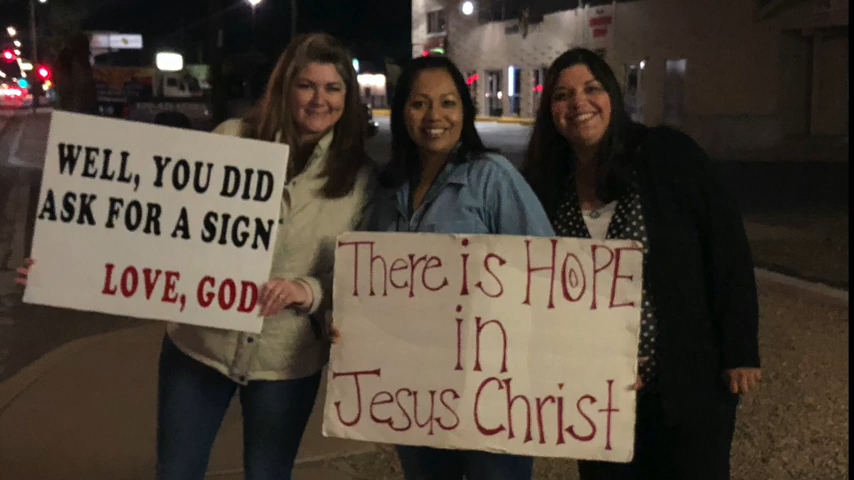 WELL, YOU DID
ASK FOR A SIGN
LOVE, GOD
There is HOPE
in
Jesus Christ